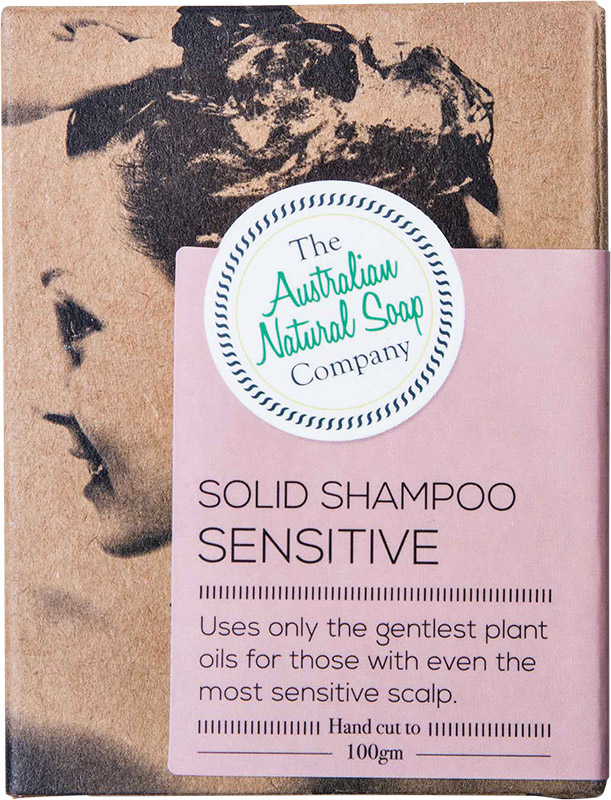 The
Australian
Natural Soap
Company
SOLID SHAMPOO
SENSITIVE
Uses only the gentlest plant
oils for those with even the
most sensitive scalp.
Hand cut to
100gm